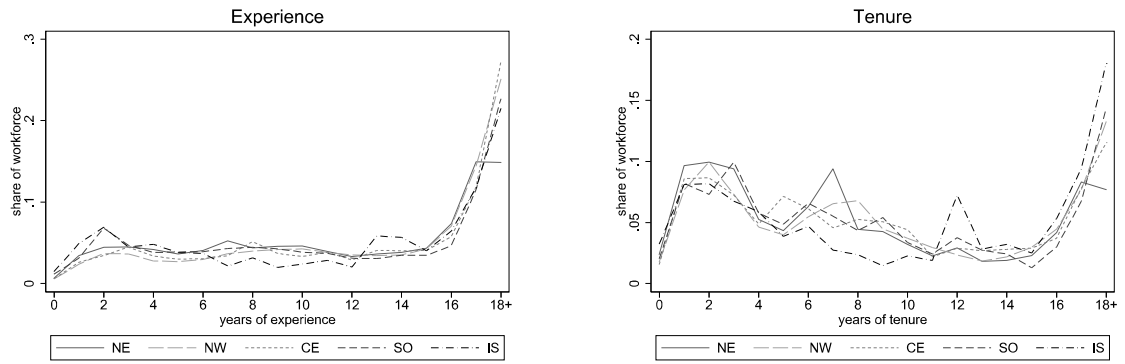 Experience
share of workforce
0 .1 .2 .3
0 2 4 6 8 10 12 14 16 18+
years of experience
NE NW CE SO IS
Tenure
share of workforce
0 .05 .1 .15 .2
0 2 4 6 8 10 12 14 16 18+
years of tenure
NE NW CE SO IS